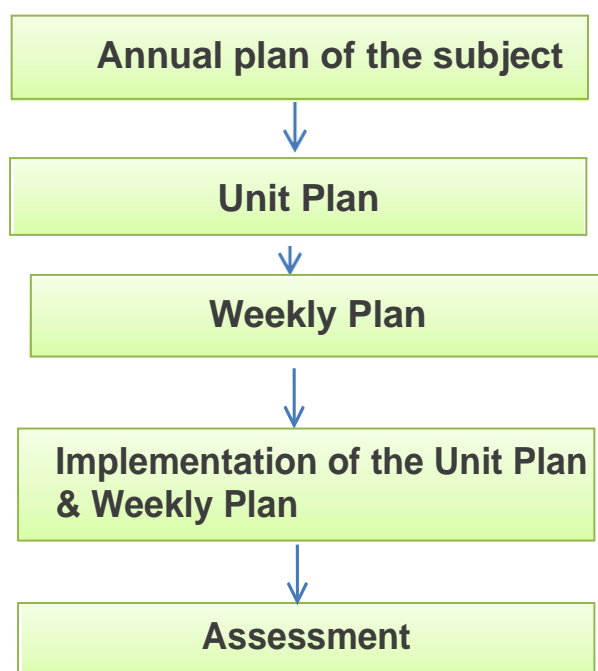 Annual plan of the subject
Unit Plan
Weekly Plan
Implementation of the Unit Plan
& Weekly Plan
Assessment